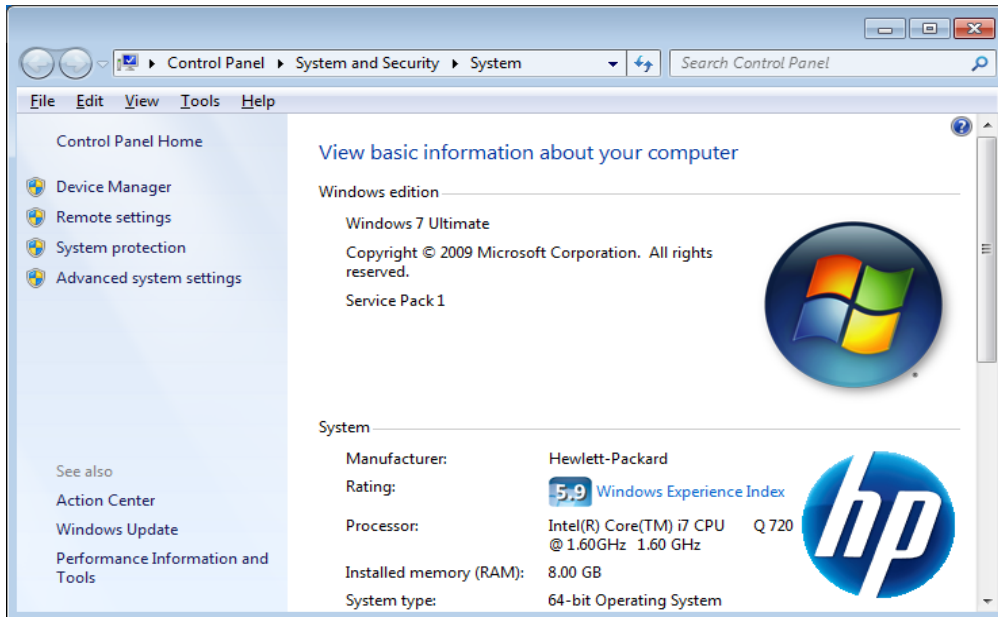 Control Panel ▸ System and Security ▸ System
Search Control Panel
File Edit View Tools Help
Control Panel Home
Device Manager
Remote settings
System protection
Advanced system settings
See also
Action Center
Windows Update
Performance Information and
Tools
View basic information about your computer
Windows edition
Windows 7 Ultimate
Copyright © 2009 Microsoft Corporation. All rights
reserved.
Service Pack 1
System
Manufacturer: Hewlett-Packard
Rating: 5.9 Windows Experience Index
Processor: Intel(R) Core(TM) i7 CPU Q 720
@ 1.60GHz 1.60 GHz
Installed memory (RAM): 8.00 GB
System type: 64-bit Operating System
hp